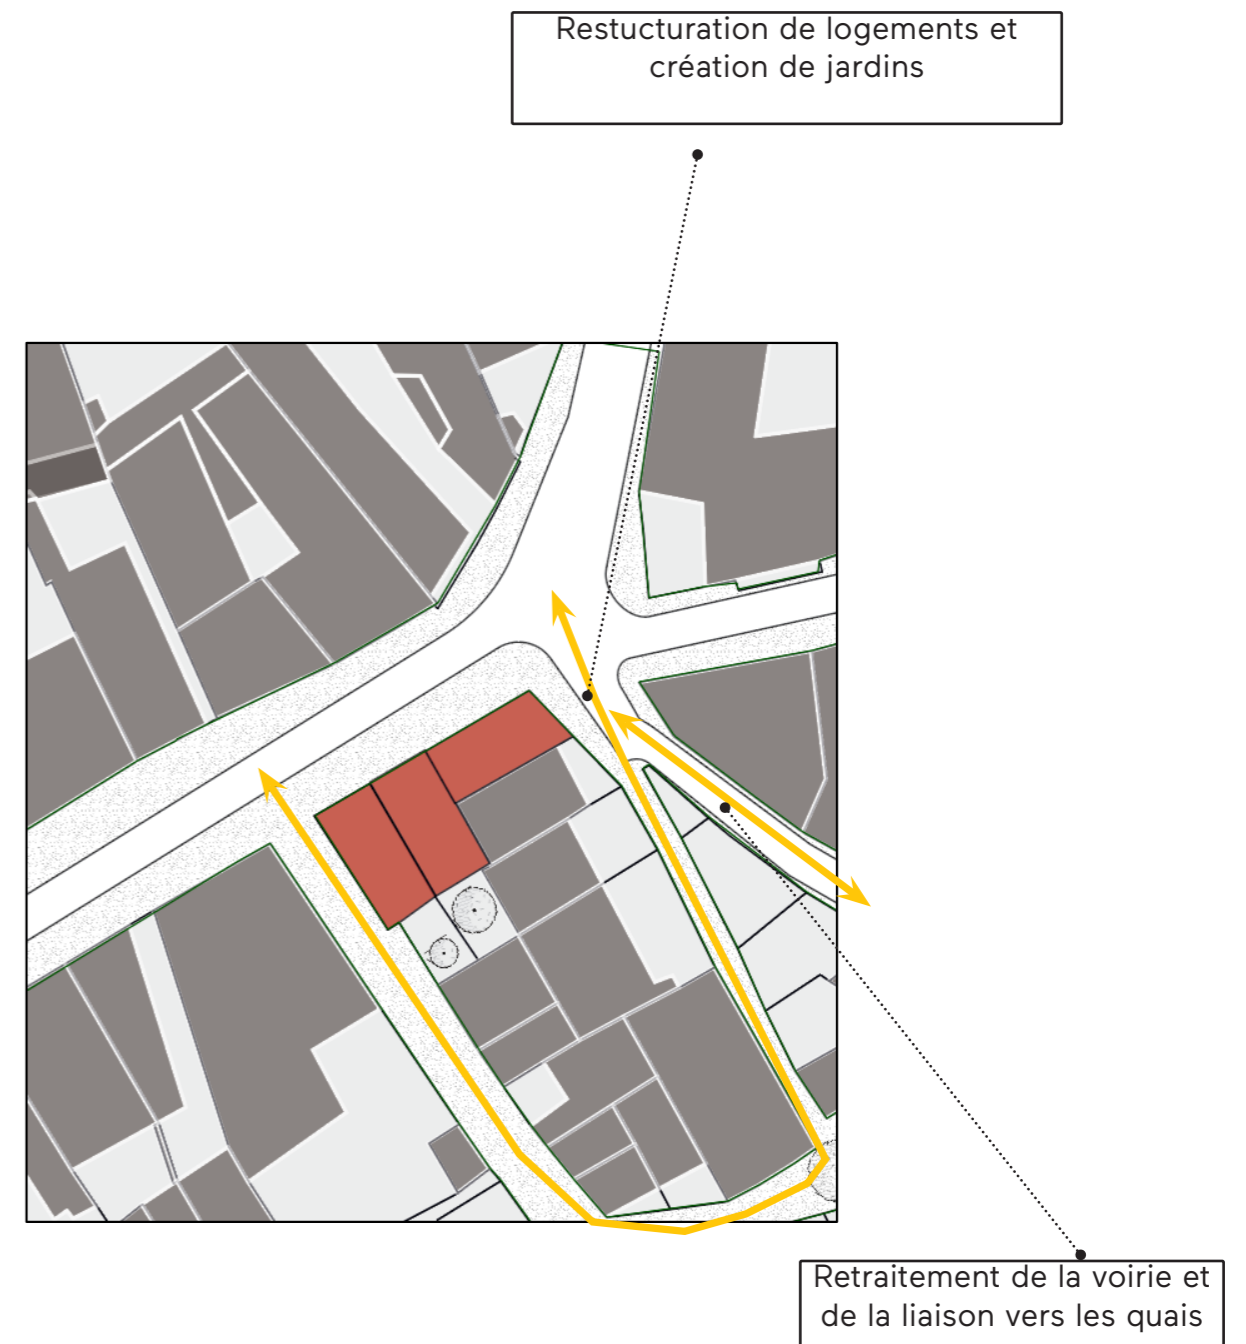 Restucturation de logements et
création de jardins
Retraitement de la voirie et
de la liaison vers les quais